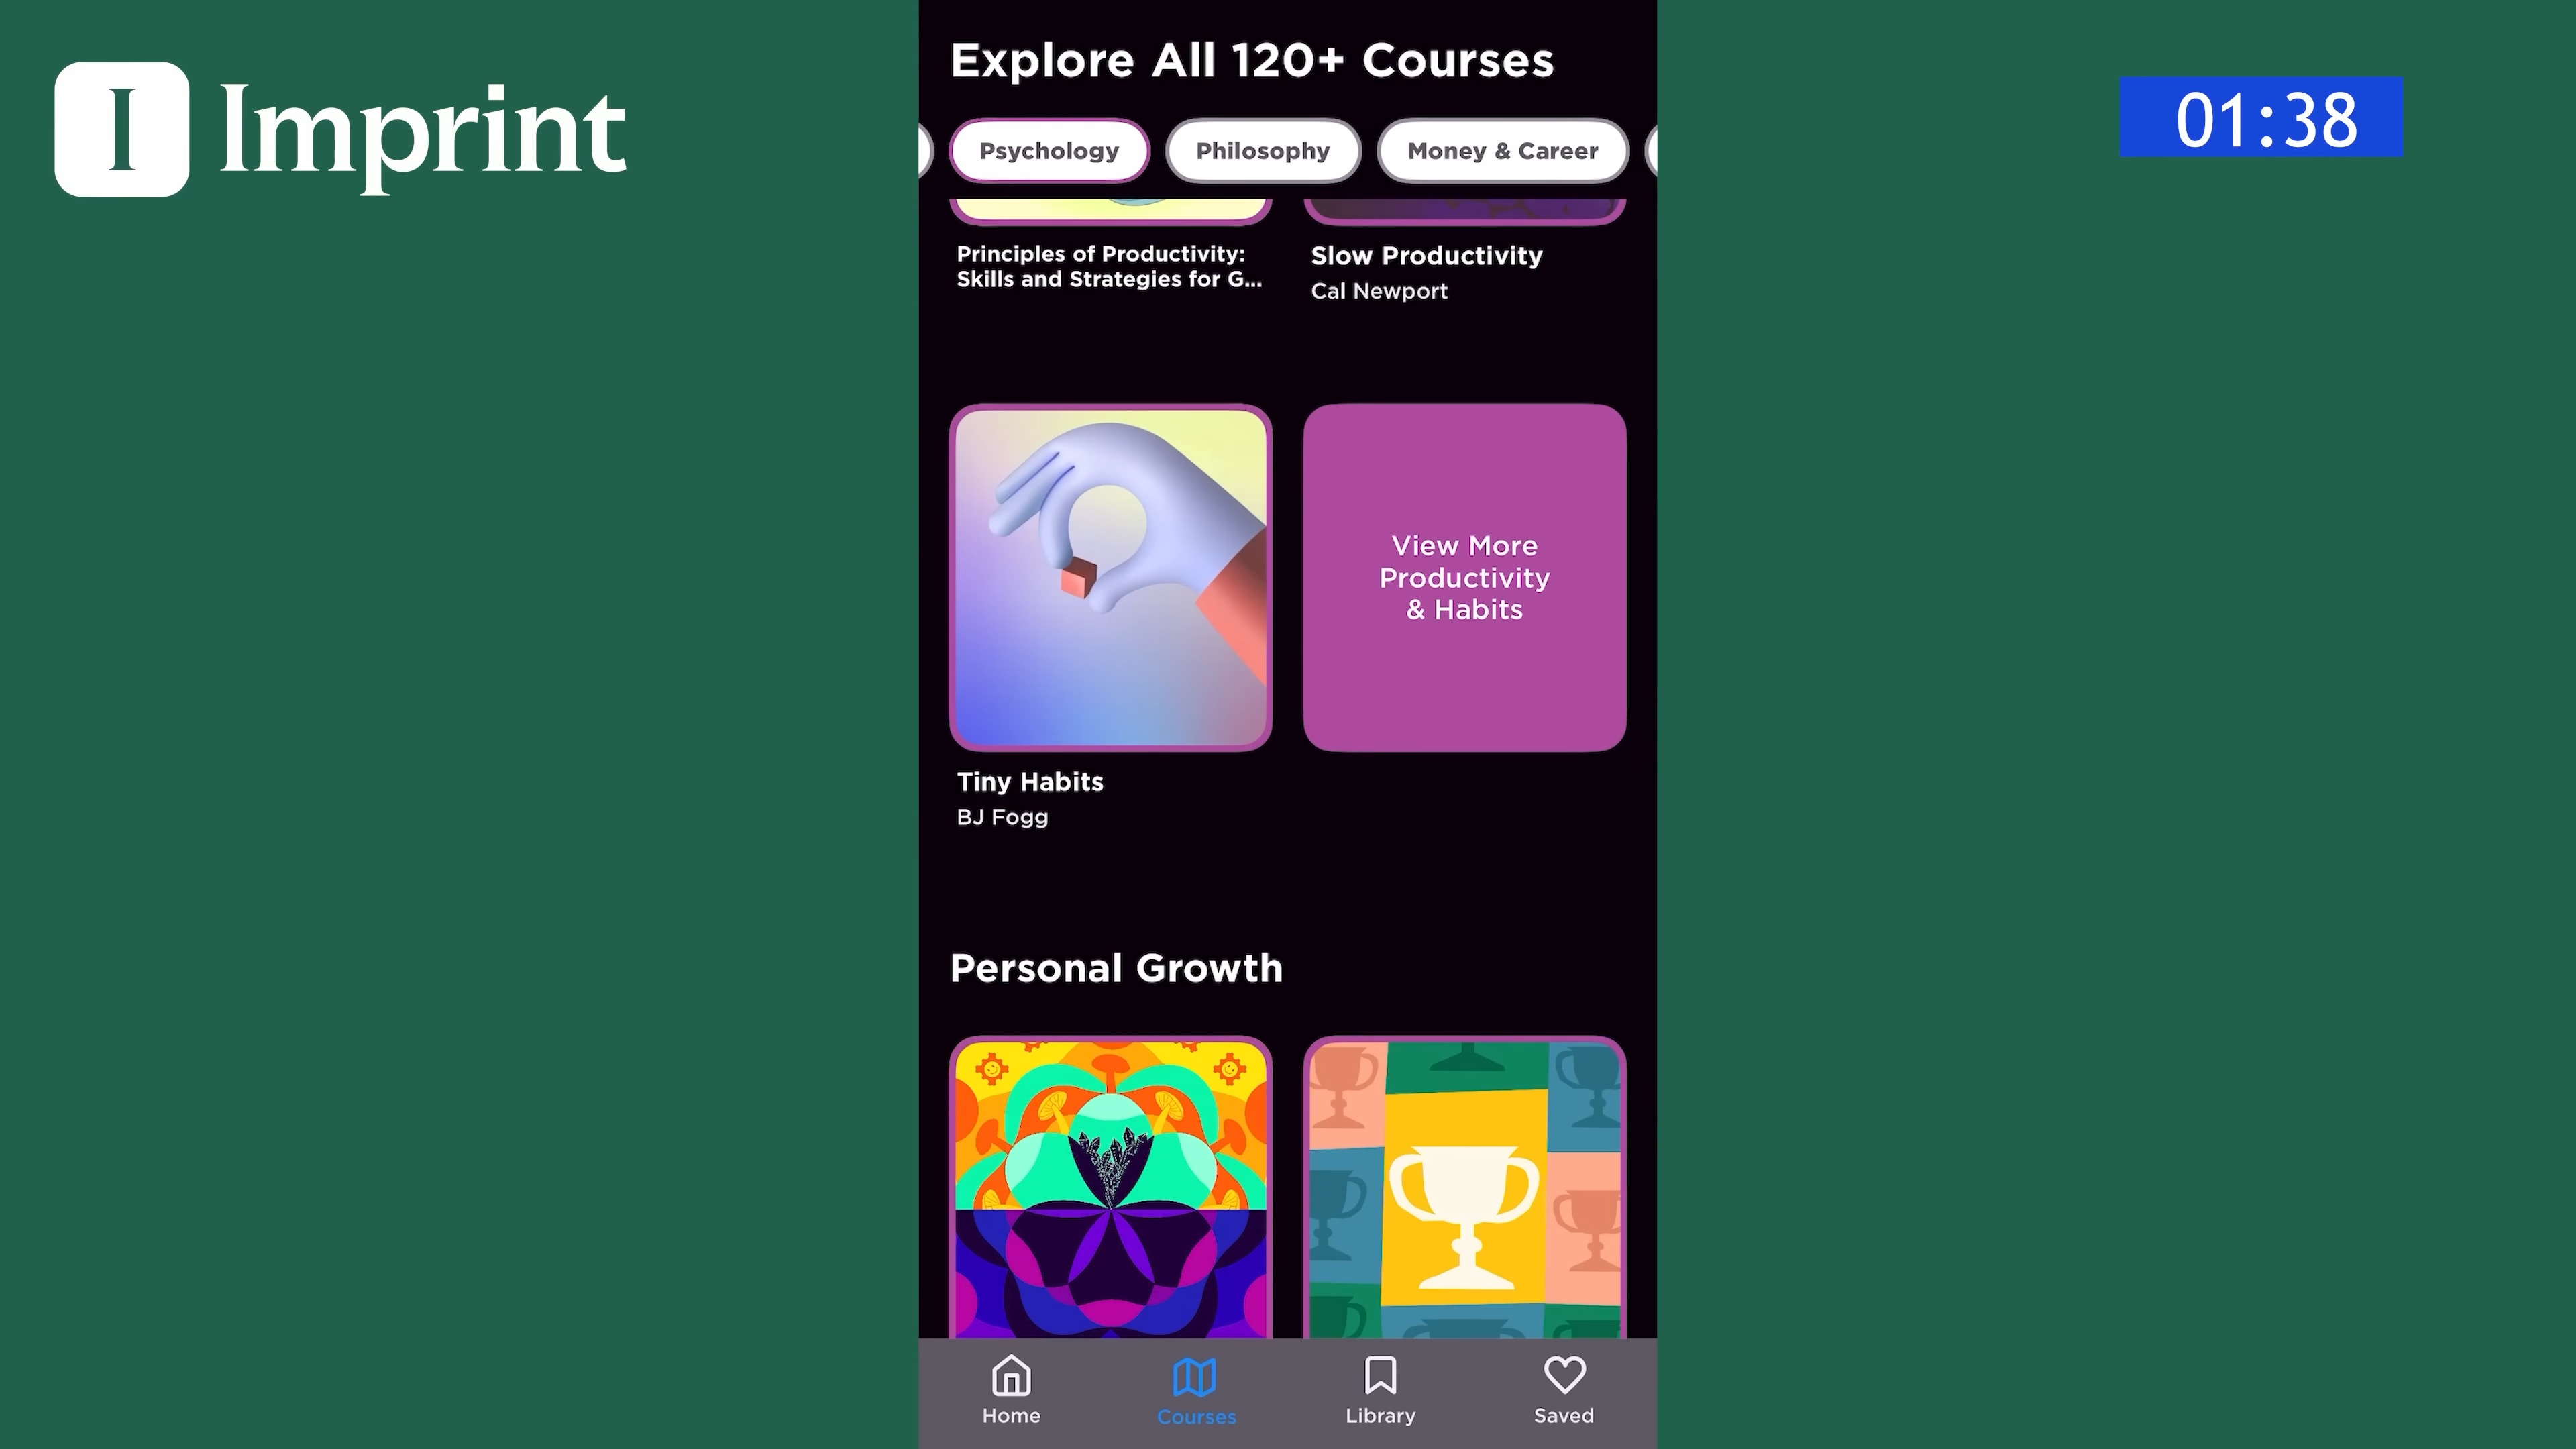 I Imprint
01:38
Explore All 120+ Courses
Psychology
Philosophy
Money & Career
Principles of Productivity:
Skills and Strategies for G...
Slow Productivity
Cal Newport
View More
Productivity
& Habits
Tiny Habits
BJ Fogg
Personal Growth
Home
Courses
Library
Saved